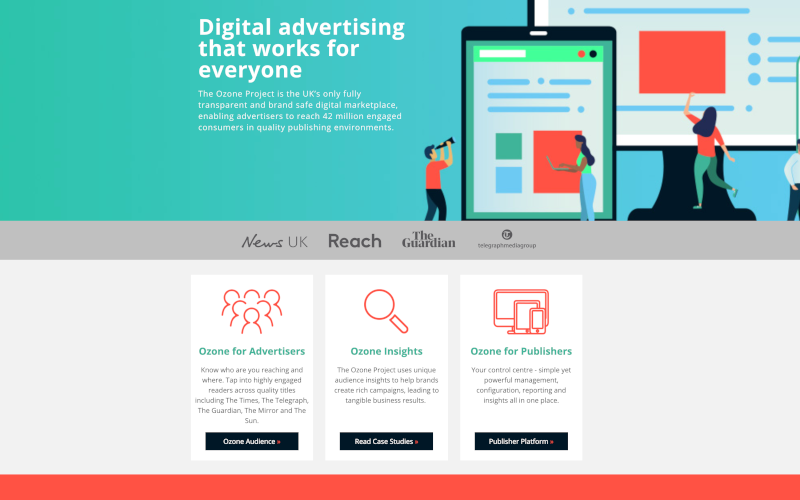 Digital advertising
that works for
everyone
The Ozone Project is the UK's only fully
transparent and brand safe digital marketplace,
enabling advertisers to reach 42 million engaged
consumers in quality publishing environments.
News UK
Reach
The
Guardian
telegraphmediagroup
Ozone for Advertisers
Know who are you reaching and
where. Tap into highly engaged
readers across quality titles
including The Times, The Telegraph,
The Guardian, The Mirror and The
Sun.
Ozone Audience »
Ozone Insights
The Ozone Project uses unique
audience insights to help brands
create rich campaigns, leading to
tangible business results.
Read Case Studies »
Ozone for Publishers
Your control centre - simple yet
powerful management,
configuration, reporting and
insights all in one place.
Publisher Platform »